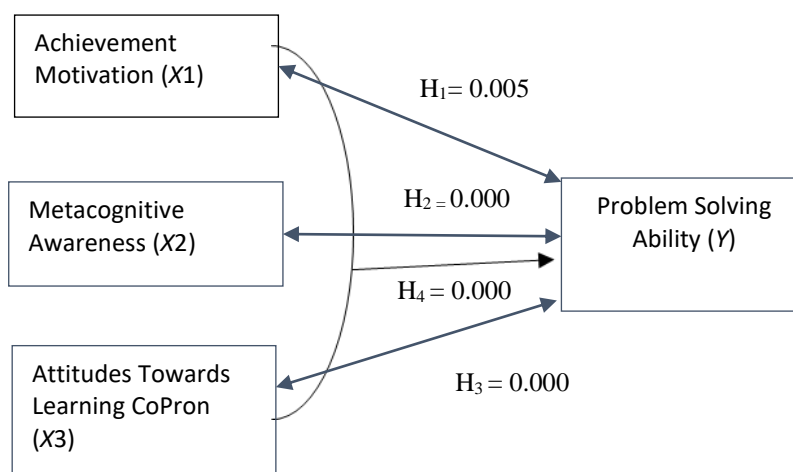 Achievement
Motivation (X1)
H₁= 0.005
Metacognitive
Awareness (X2)
H₂ = 0.000
Problem Solving
Ability (Y)
H₄ = 0.000
Attitudes Towards
Learning CoPron
(X3)
H₃ = 0.000